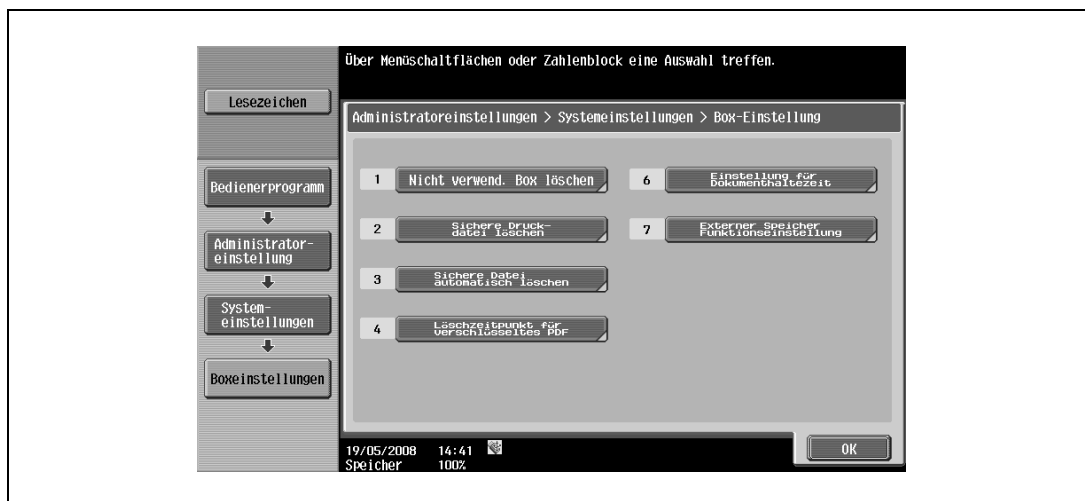 Über Menüschaltflächen oder Zahlenblock eine Auswahl treffen.
Lesezeichen
Administratoreinstellungen > Systemeinstellungen > Box-Einstellung
Bedienerprogramm
Administrator-
einstellung
System-
einstellungen
Boxeinstellungen
1 Nicht verwend. Box löschen
2 Sichere Druck-
datei löschen
3 Sichere Datei
automatisch löschen
4 Löschzeitpunkt für
verschlüsseltes PDF
6 Einstellung für
Dokumenthaltezeit
7 Externer Speicher
Funktionseinstellung
19/05/2008 14:41
Speicher 100%
OK